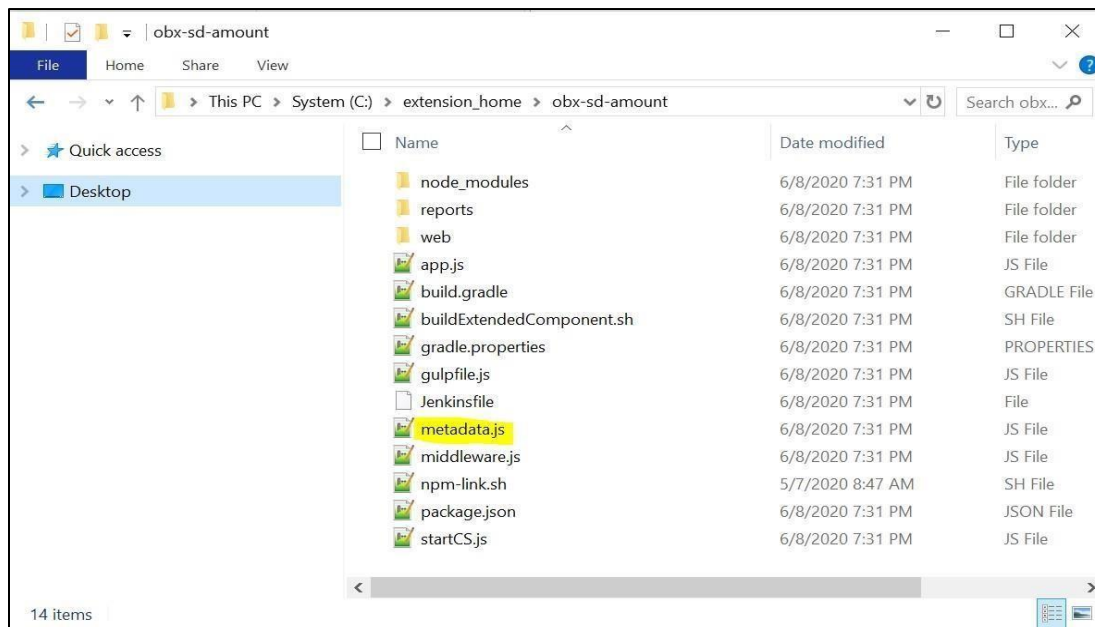 obx-sd-amount
File Home Share View
This PC > System (C:) > extension_home > obx-sd-amount Search obx...
Quick access
Desktop
Name Date modified Type
node_modules 6/8/2020 7:31 PM File folder
reports 6/8/2020 7:31 PM File folder
web 6/8/2020 7:31 PM File folder
app.js 6/8/2020 7:31 PM JS File
build.gradle 6/8/2020 7:31 PM GRADLE File
buildExtendedComponent.sh 6/8/2020 7:31 PM SH File
gradle.properties 6/8/2020 7:31 PM PROPERTIES
gulpfile.js 6/8/2020 7:31 PM JS File
Jenkinsfile 6/8/2020 7:31 PM File
metadata.js 6/8/2020 7:31 PM JS File
middleware.js 6/8/2020 7:31 PM JS File
npm-link.sh 5/7/2020 8:47 AM SH File
package.json 6/8/2020 7:31 PM JSON File
startCS.js 6/8/2020 7:31 PM JS File
14 items